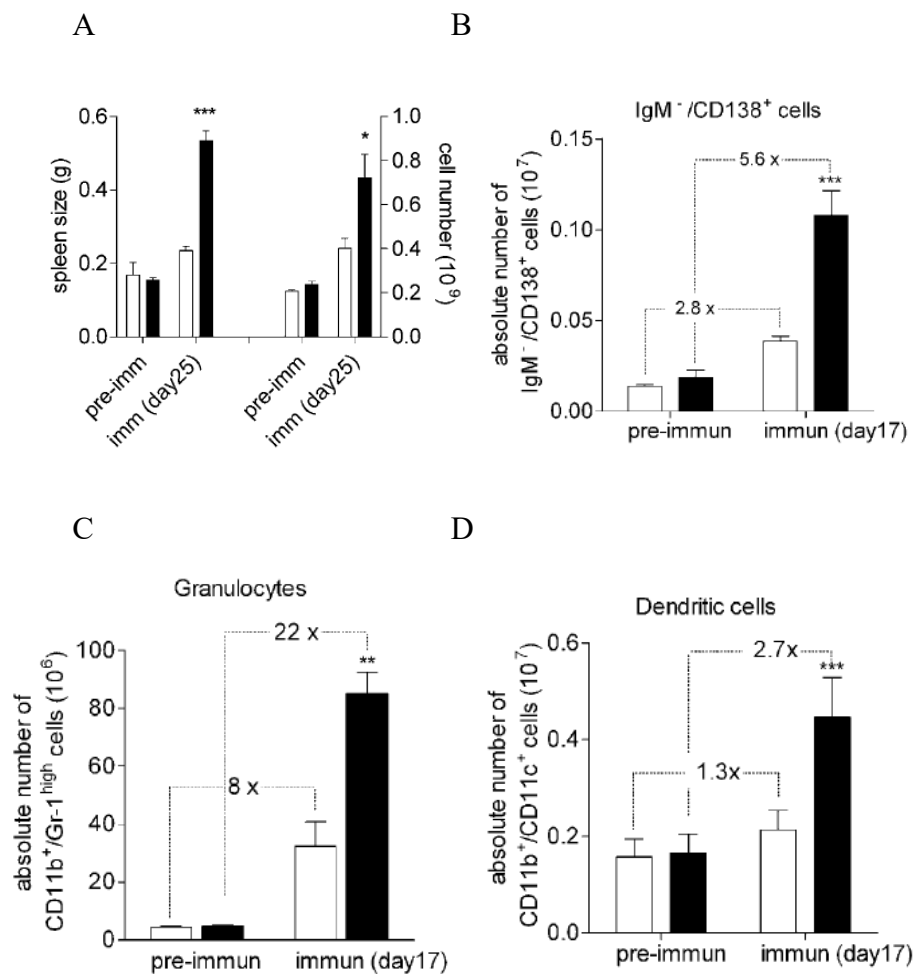 A
B
0.6
0.4
0.2
0.0
spleen size (g)
***
*
1.0
0.8
0.6
0.4
0.2
0.0
cell number (10⁹)
pre-imm
imm (day25)
pre-imm
imm (day25)
IgM⁻/CD138⁺ cells
0.15
0.10
0.05
0.00
absolute number of
IgM⁻/CD138⁺ cells (10⁷)
5.6 x
***
2.8 x
pre-immun immun (day17)
C
D
Granulocytes
100
80
60
40
20
0
absolute number of
CD11b⁺/Gr-1ʰⁱᵍʰ cells (10⁶)
22 x
**
8 x
pre-immun immun (day17)
Dendritic cells
0.6
0.4
0.2
0.0
absolute number of
CD11b⁺/CD11c⁺ cells (10⁷)
2.7x
***
1.3x
pre-immun immun (day17)